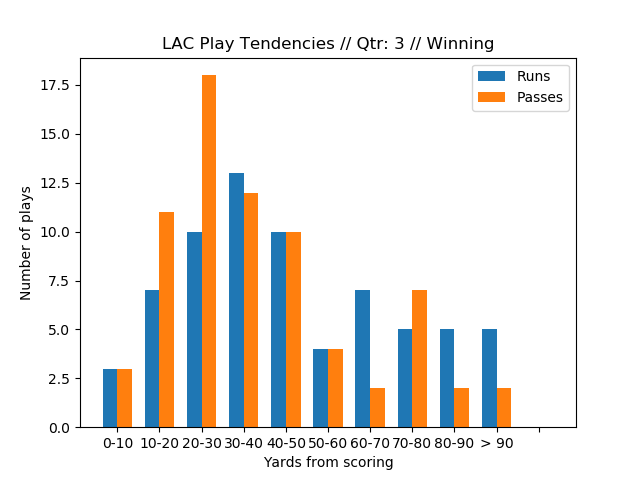 LAC Play Tendencies // Qtr: 3 // Winning
Runs
Passes
17.5
15.0
12.5
10.0
7.5
5.0
2.5
0.0
Number of plays
0-10 10-20 20-30 30-40 40-50 50-60 60-70 70-80 80-90 > 90
Yards from scoring